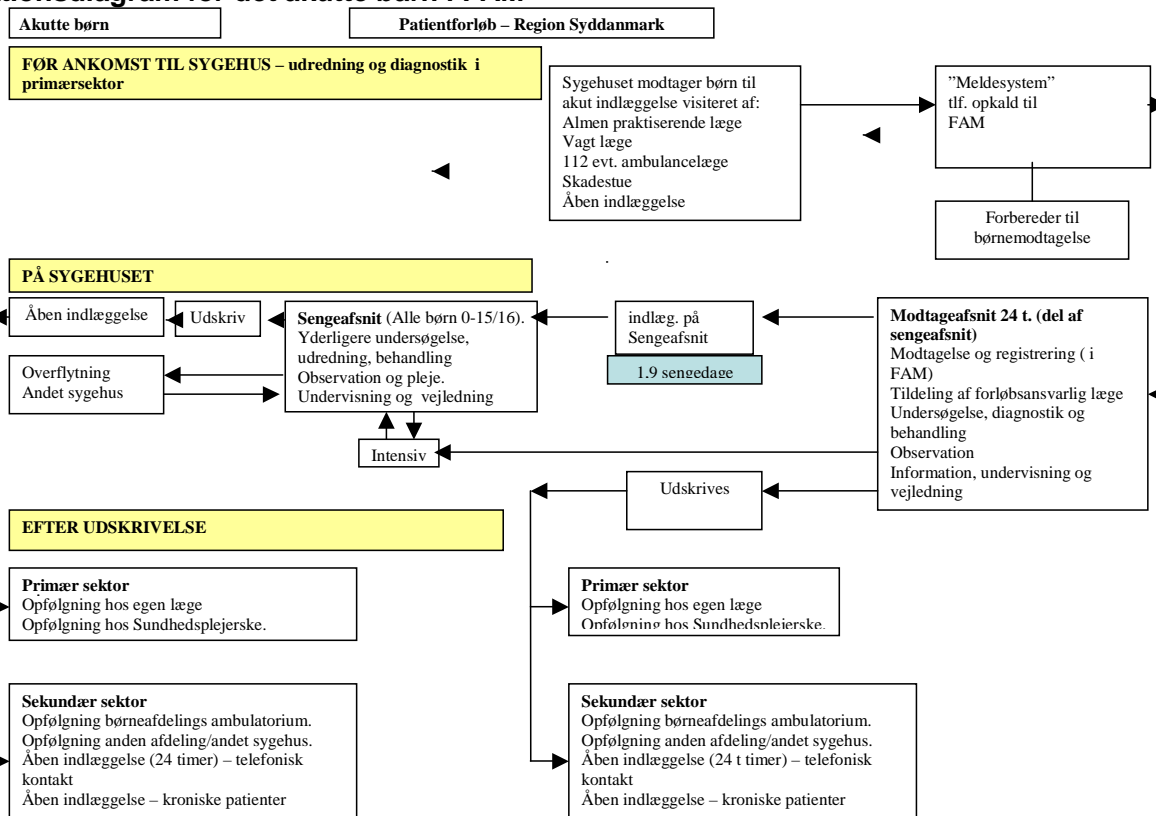 Akutte børn
Patientforløb – Region Syddanmark
FØR ANKOMST TIL SYGEHUS – udredning og diagnostik i
primærsektor
Sygehuset modtager børn til
akut indlæggelse visiteret af:
Almen praktiserende læge
Vagt læge
112 evt. ambulancelæge
Skadestue
Åben indlæggelse
”Meldesystem”
tlf. opkald til
FAM
Forbereder til
børnemodtagelse
PÅ SYGEHUSET
Åben indlæggelse
Udskriv
Sengeafsnit (Alle børn 0-15/16).
Yderligere undersøgelse,
udredning, behandling
Observation og pleje.
Undervisning og vejledning
indlæg. på
Sengeafsnit
1.9 sengedage
Modtageafsnit 24 t. (del af
sengeafsnit)
Modtagelse og registrering ( i
FAM)
Tildeling af forløbsansvarlig læge
Undersøgelse, diagnostik og
behandling
Observation
Information, undervisning og
vejledning
Overflytning
Andet sygehus
Intensiv
Udskrives
EFTER UDSKRIVELSE
Primær sektor
Opfølgning hos egen læge
Opfølgning hos Sundhedsplejerske.
Primær sektor
Opfølgning hos egen læge
Opfølgning hos Sundhedsplejerske.
Sekundær sektor
Opfølgning børneafdelings ambulatorium.
Opfølgning anden afdeling/andet sygehus.
Åben indlæggelse (24 timer) – telefonisk
kontakt
Åben indlæggelse – kroniske patienter
Sekundær sektor
Opfølgning børneafdelings ambulatorium.
Opfølgning anden afdeling/andet sygehus.
Åben indlæggelse (24 t timer) – telefonisk
kontakt
Åben indlæggelse – kroniske patienter